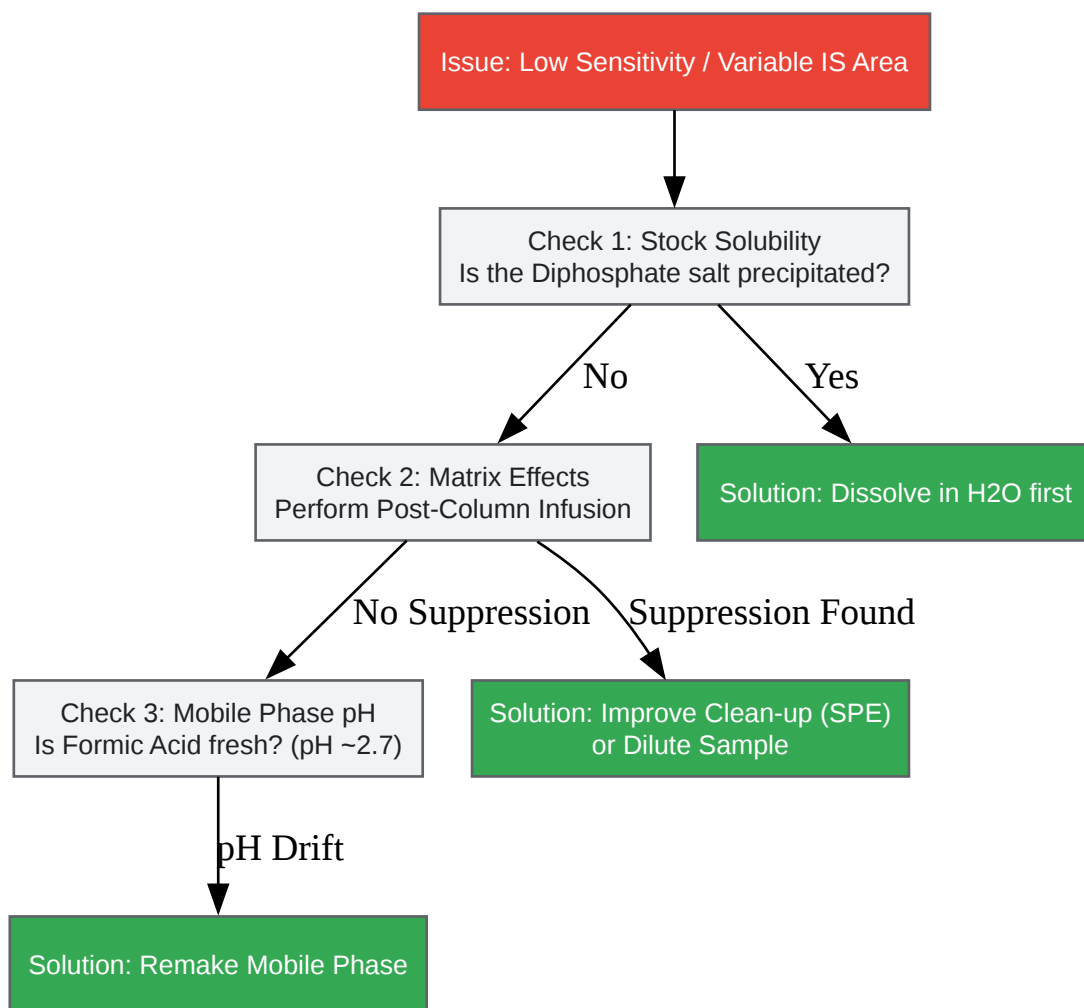 Issue: Low Sensitivity / Variable IS Area
Check 1: Stock Solubility
Is the Diphosphate salt precipitated?
No
Yes
Check 2: Matrix Effects
Perform Post-Column Infusion
Solution: Dissolve in H2O first
No Suppression
Suppression Found
Check 3: Mobile Phase pH
Is Formic Acid fresh? (pH ~2.7)
Solution: Improve Clean-up (SPE)
or Dilute Sample
pH Drift
Solution: Remake Mobile Phase